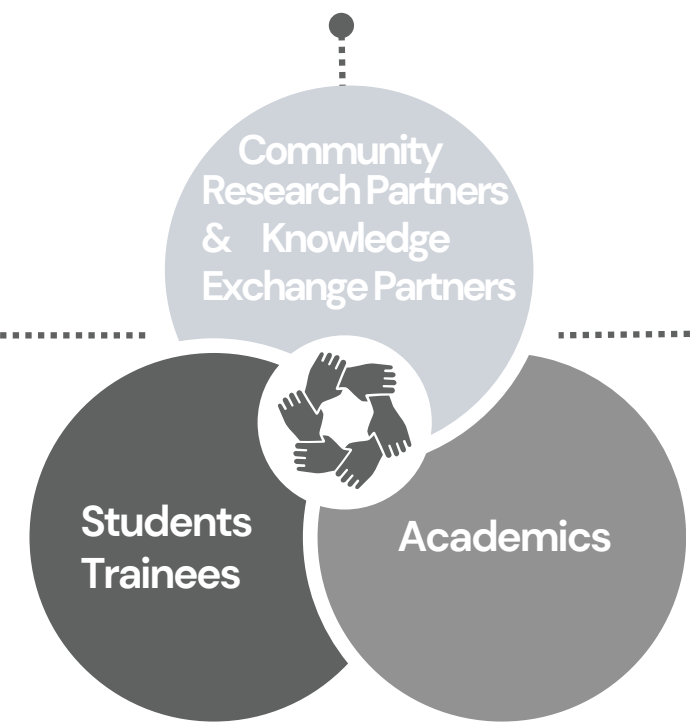 Community
Research Partners
& Knowledge
Exchange Partners
Students
Trainees
Academics